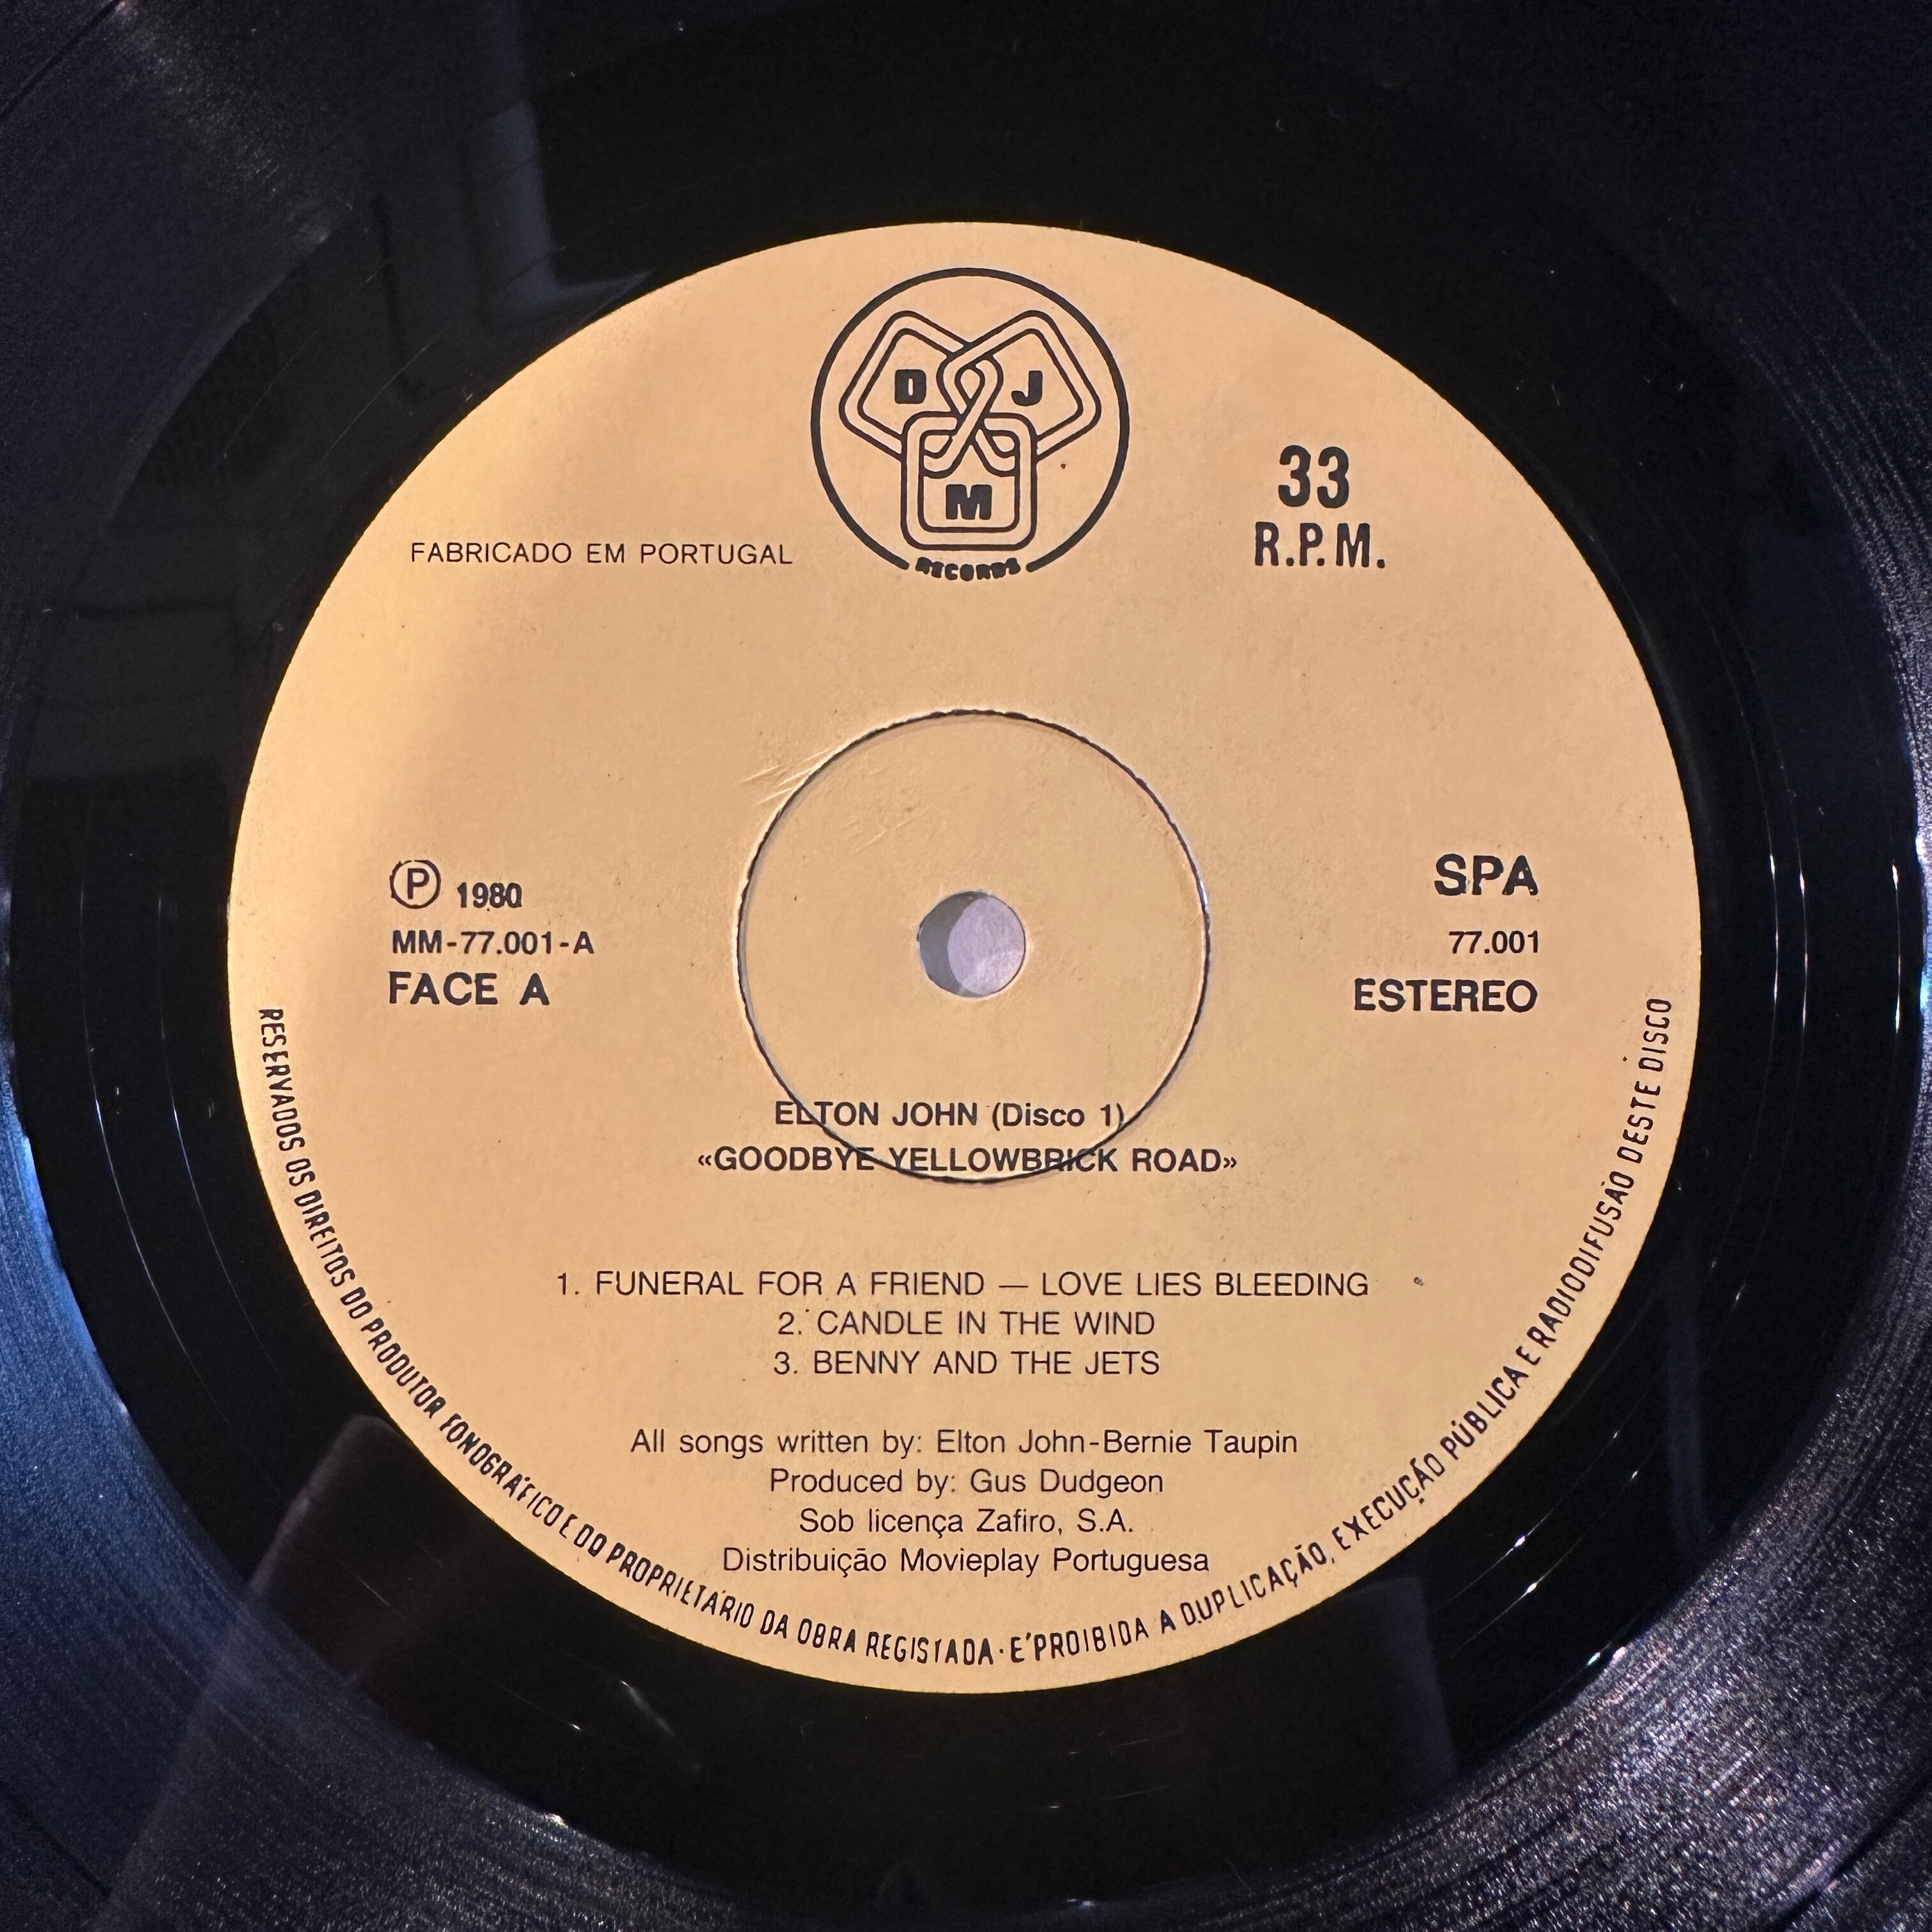 D J
M
RECORDS
33
R.P.M.
FABRICADO EM PORTUGAL
Ⓟ 1980
MM-77.001-A
FACE A
SPA
77.001
ESTEREO
ELTON JOHN (Disco 1)
«GOODBYE YELLOWBRICK ROAD»
1. FUNERAL FOR A FRIEND — LOVE LIES BLEEDING
2. CANDLE IN THE WIND
3. BENNY AND THE JETS
All songs written by: Elton John-Bernie Taupin
Produced by: Gus Dudgeon
Sob licença Zafiro, S.A.
Distribuição Movieplay Portuguesa
RESERVADOS OS DIREITOS DO PRODUTOR FONOGRÁFICO E DO PROPRIETÁRIO DA OBRA REGISTADA · E'PROIBIDA A DUPLICAÇÃO, EXECUÇÃO PÚBLICA E RADIODIFUSÃO DESTE DISCO